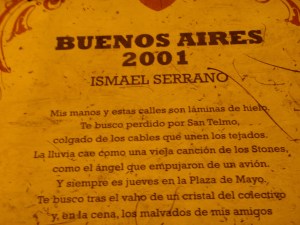 BUENOS AIRES
2001
ISMAEL SERRANO
Mis manos y estas calles son láminas de hielo.
Te busco perdido por San Telmo,
colgado de los cables que unen los tejados.
La lluvia cae como una vieja canción de los Stones,
como el ángel que empujaron de un avión.
Y siempre es jueves en la Plaza de Mayo.
Te busco tras el vaho de un cristal del colectivo
y, en la cena, los malvados de mis amigos